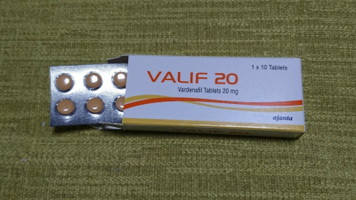 1 x 10 Tablets
VALIF 20
Vardenafil Tablets 20 mg
ajanta